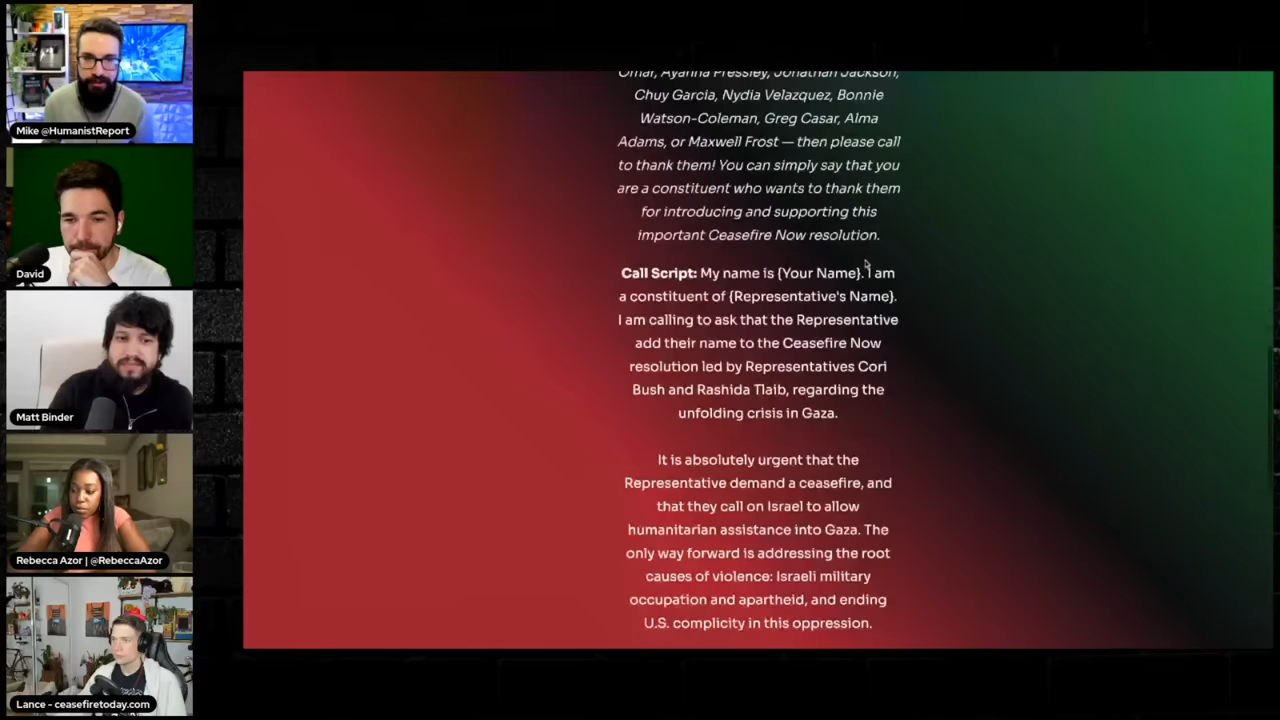 Mike @HumanistReport
David
Matt Binder
Rebecca Azor | @RebeccaAzor
Lance - ceasefiretoday.com
Omar, Ayanna Pressley, Jonathan Jackson,
Chuy Garcia, Nydia Velazquez, Bonnie
Watson-Coleman, Greg Casar, Alma
Adams, or Maxwell Frost — then please call
to thank them! You can simply say that you
are a constituent who wants to thank them
for introducing and supporting this
important Ceasefire Now resolution.
Call Script: My name is {Your Name}. I am
a constituent of {Representative's Name}.
I am calling to ask that the Representative
add their name to the Ceasefire Now
resolution led by Representatives Cori
Bush and Rashida Tlaib, regarding the
unfolding crisis in Gaza.
It is absolutely urgent that the
Representative demand a ceasefire, and
that they call on Israel to allow
humanitarian assistance into Gaza. The
only way forward is addressing the root
causes of violence: Israeli military
occupation and apartheid, and ending
U.S. complicity in this oppression.